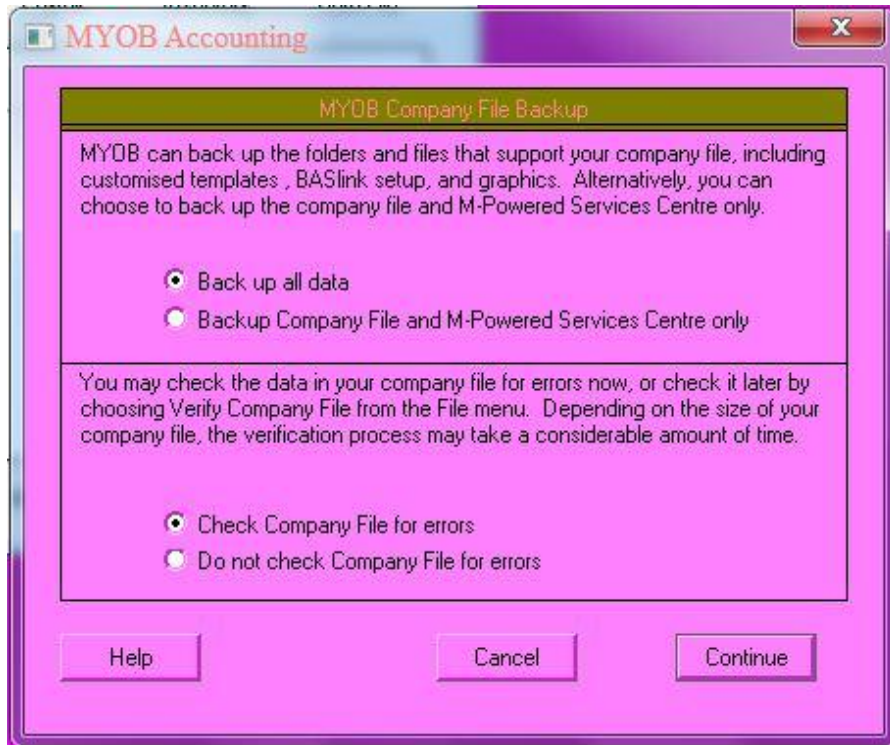 MYOB Accounting
MYOB Company File Backup
MYOB can back up the folders and files that support your company file, including
customised templates , BASlink setup, and graphics.  Alternatively, you can
choose to back up the company file and M-Powered Services Centre only.
Back up all data
Backup Company File and M-Powered Services Centre only
You may check the data in your company file for errors now, or check it later by
choosing Verify Company File from the File menu.  Depending on the size of your
company file, the verification process may take a considerable amount of time.
Check Company File for errors
Do not check Company File for errors
Help
Cancel
Continue